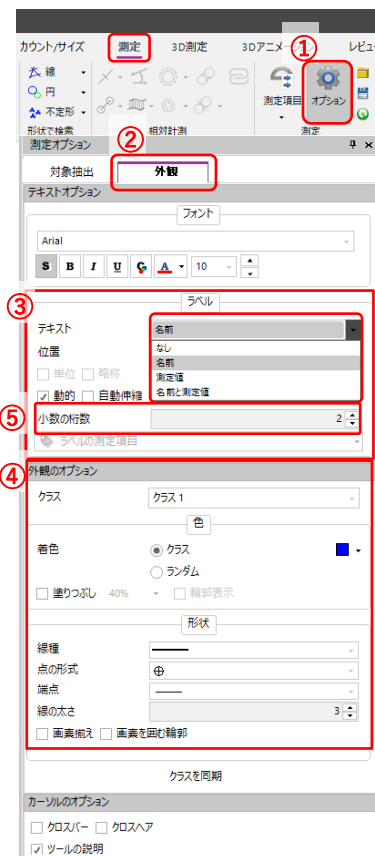 ①
カウント/サイズ 測定 3D測定 3Dアニメーション レビュー
線
円 測定項目 オプション
不定形
形状で検索 相対計測 測定
測定オプション
②
対象抽出 外観
テキストオプション
フォント
Arial
S B I U G A 10
③
ラベル
テキスト 名前
なし
位置 名前
単位 略称 測定値
動的 自動伸縮 名前と測定値
⑤ 小数の桁数 2
ラベルの測定項目
④ 外観のオプション
クラス クラス 1
色
着色 クラス
ランダム
塗りつぶし 40% 輪郭表示
形状
線種
点の形式
端点
線の太さ 3
画素揃え 画素を囲む輪郭
クラスを同期
カーソルのオプション
クロスバー クロスヘア
ツールの説明